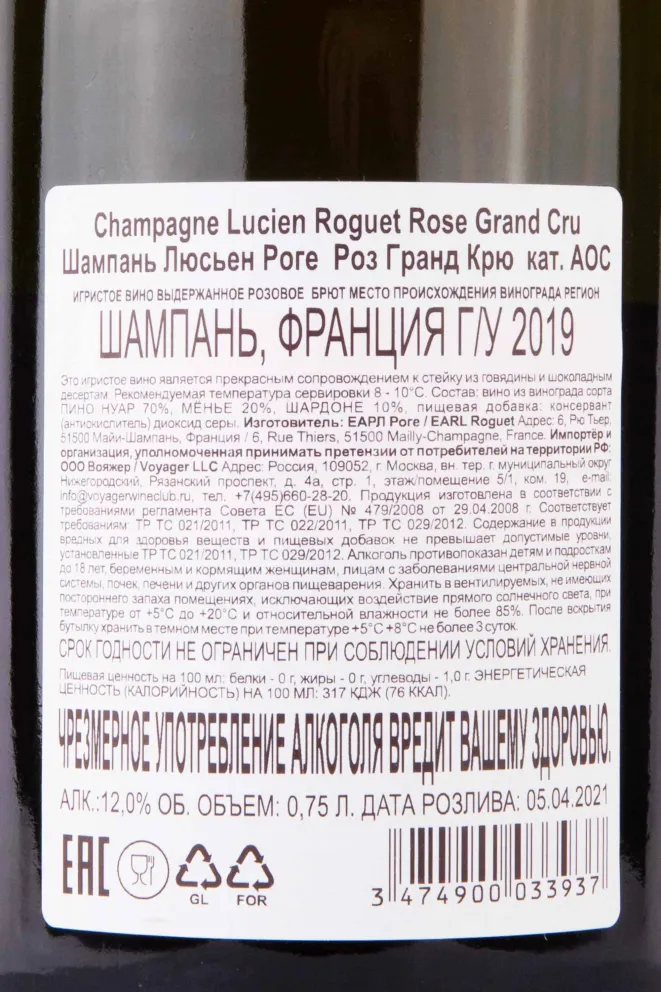 Champagne Lucien Roguet Rose Grand Cru
Шампань Люсьен Роге Роз Гранд Крю кат. АОС
ИГРИСТОЕ ВИНО ВЫДЕРЖАННОЕ РОЗОВОЕ БРЮТ МЕСТО ПРОИСХОЖДЕНИЯ ВИНОГРАДА РЕГИОН
ШАМПАНЬ, ФРАНЦИЯ Г/У 2019
Это игристое вино является прекрасным сопровождением к стейку из говядины и шоколадным
десертам. Рекомендуемая температура сервировки 8 - 10°С. Состав: вино из винограда сорта
ПИНО НУАР 70%, МЁНЬЕ 20%, ШАРДОНЕ 10%, пищевая добавка: консервант
(антиокислитель) диоксид серы. Изготовитель: ЕАРЛ Роге / EARL Roguet Адрес: 6, Рю Тьер,
51500 Майи-Шампань, Франция / 6, Rue Thiers, 51500 Mailly-Champagne, France. Импортёр и
организация, уполномоченная принимать претензии от потребителей на территории РФ:
ООО Вояжер / Voyager LLC Адрес: Россия, 109052, г. Москва, вн. тер. г. муниципальный округ
Нижегородский, Рязанский проспект, д. 4а, стр. 1, этаж/помещение 5/1, ком. 19, e-mail:
info@voyagerwineclub.ru, тел. +7(495)660-28-20. Продукция изготовлена в соответствии с
требованиями регламента Совета ЕС (EU) № 479/2008 от 29.04.2008 г. Соответствует
требованиям: ТР ТС 021/2011, ТР ТС 022/2011, ТР ТС 029/2012. Содержание в продукции
вредных для здоровья веществ и пищевых добавок не превышает допустимые уровни,
установленные ТР ТС 021/2011, ТР ТС 029/2012. Алкоголь противопоказан детям и подросткам
до 18 лет, беременным и кормящим женщинам, лицам с заболеваниями центральной нервной
системы, почек, печени и других органов пищеварения. Хранить в вентилируемых, не имеющих
постороннего запаха помещениях, исключающих воздействие прямого солнечного света, при
температуре от +5°С до +20°С и относительной влажности не более 85%. После вскрытия
бутылку хранить в темном месте при температуре +5°С +8°С не более 3 суток.
СРОК ГОДНОСТИ НЕ ОГРАНИЧЕН ПРИ СОБЛЮДЕНИИ УСЛОВИЙ ХРАНЕНИЯ.
Пищевая ценность на 100 мл: белки - 0 г, жиры - 0 г, углеводы - 1,0 г. ЭНЕРГЕТИЧЕСКАЯ
ЦЕННОСТЬ (КАЛОРИЙНОСТЬ) НА 100 МЛ: 317 КДЖ (76 ККАЛ).
ЧРЕЗМЕРНОЕ УПОТРЕБЛЕНИЕ АЛКОГОЛЯ ВРЕДИТ ВАШЕМУ ЗДОРОВЬЮ.
АЛК.:12,0% ОБ. ОБЪЕМ: 0,75 Л. ДАТА РОЗЛИВА: 05.04.2021
EAC
GL FOR
3 474900 033937